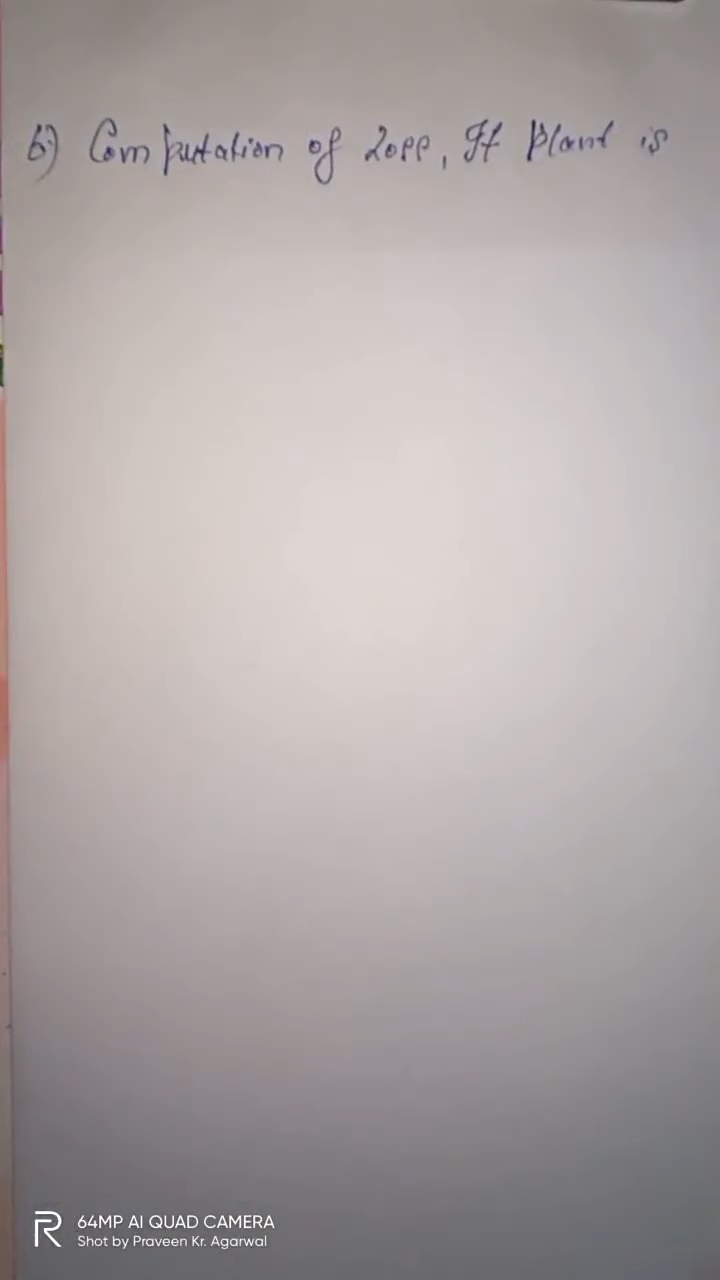 b) Computation of Loss, If Plant is
64MP AI QUAD CAMERA
Shot by Praveen Kr. Agarwal